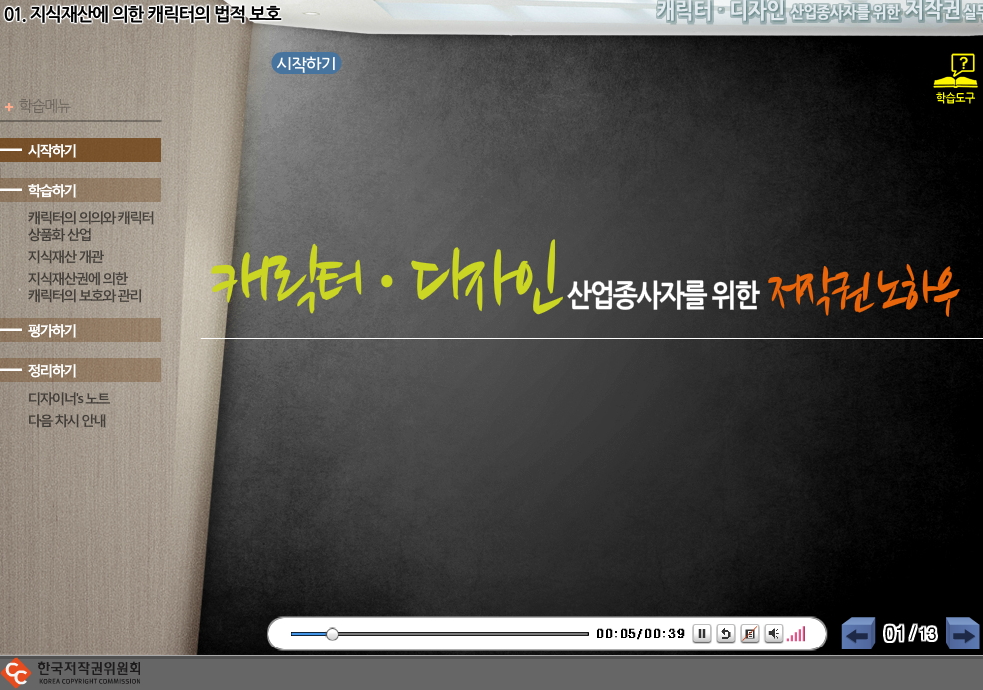 01. 지식재산에 의한 캐릭터의 법적 보호
캐릭터·디자인 산업종사자를 위한 저작권 실무
시작하기
?
학습도구
+ 학습메뉴
시작하기
학습하기
캐릭터의 의의와 캐릭터
상품화 산업
지식재산 개관
지식재산권에 의한
캐릭터의 보호와 관리
평가하기
정리하기
디자이너's 노트
다음 차시 안내
캐릭터·디자인 산업종사자를 위한 저작권 노하우
00:05/00:39
01/13
CC 한국저작권위원회
KOREA COPYRIGHT COMMISSION